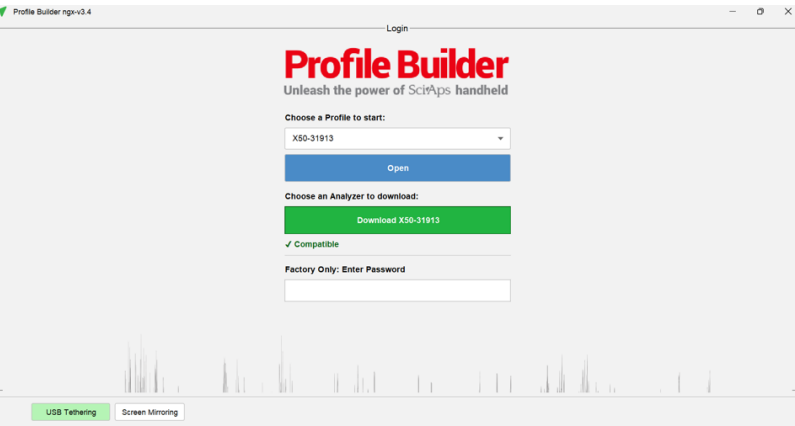 Profile Builder ngx-v3.4
Login
Profile Builder
Unleash the power of SciAps handheld
Choose a Profile to start:
X50-31913
Open
Choose an Analyzer to download:
Download X50-31913
✓ Compatible
Factory Only: Enter Password
USB Tethering
Screen Mirroring